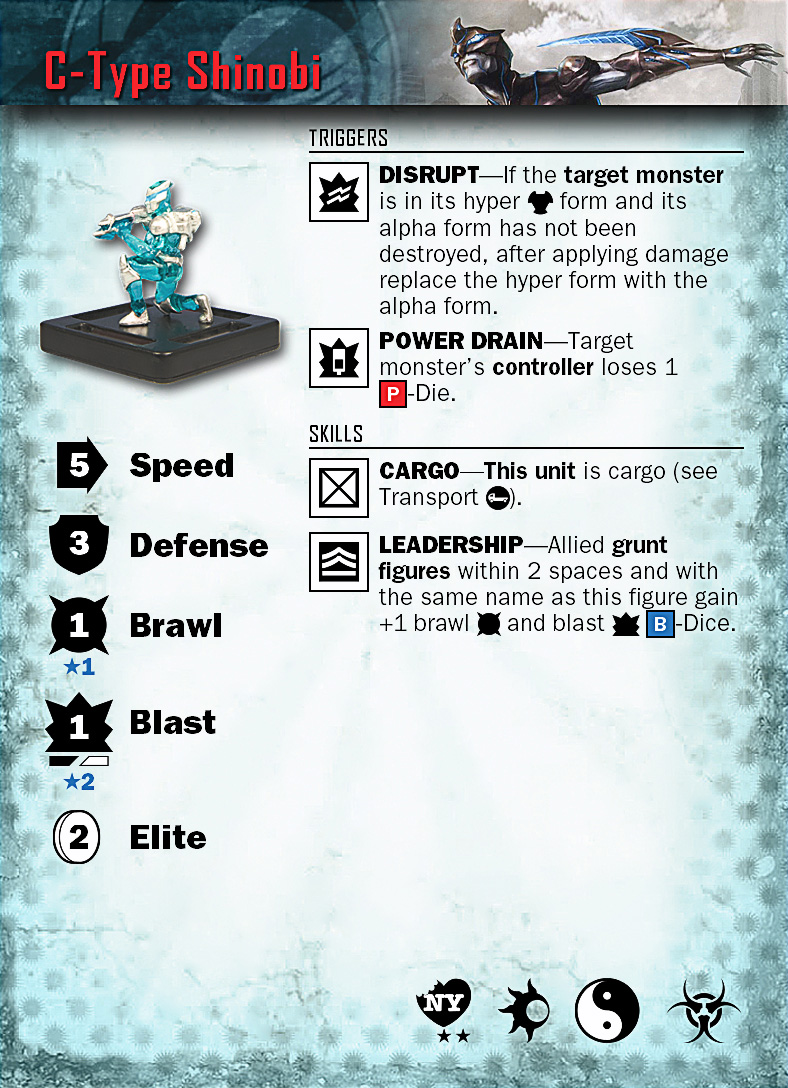 C-Type Shinobi
TRIGGERS
DISRUPT—If the target monster
is in its hyper form and its
alpha form has not been
destroyed, after applying damage
replace the hyper form with the
alpha form.
POWER DRAIN—Target
monster's controller loses 1
P-Die.
SKILLS
CARGO—This unit is cargo (see
Transport ).
LEADERSHIP—Allied grunt
figures within 2 spaces and with
the same name as this figure gain
+1 brawl and blast B-Dice.
5 Speed
3 Defense
1 Brawl
★1
1 Blast
★2
2 Elite
NY
★★